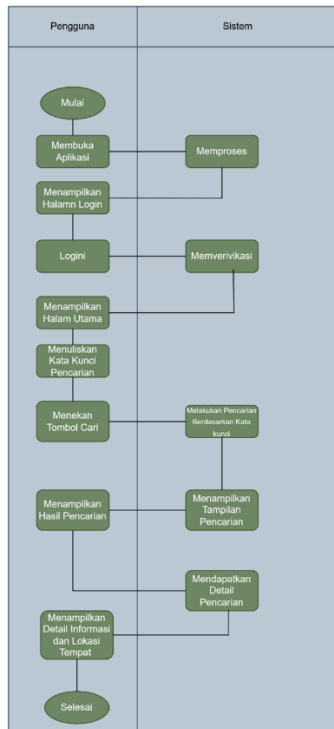 Pengguna
Sistem
Mulai
Membuka
Aplikasi
Memproses
Menampilkan
Halamn Login
Logini
Memverivikasi
Menampilkan
Halam Utama
Menuliskan
Kata Kunci
Pencarian
Menekan
Tombol Cari
Melakukan Pencarian
Berdasarkan Kata
kunci
Menampilkan
Hasil Pencarian
Menampilkan
Tampilan
Pencarian
Mendapatkan
Detail
Pencarian
Menampilkan
Detail Informasi
dan Lokasi
Tempat
Selesai